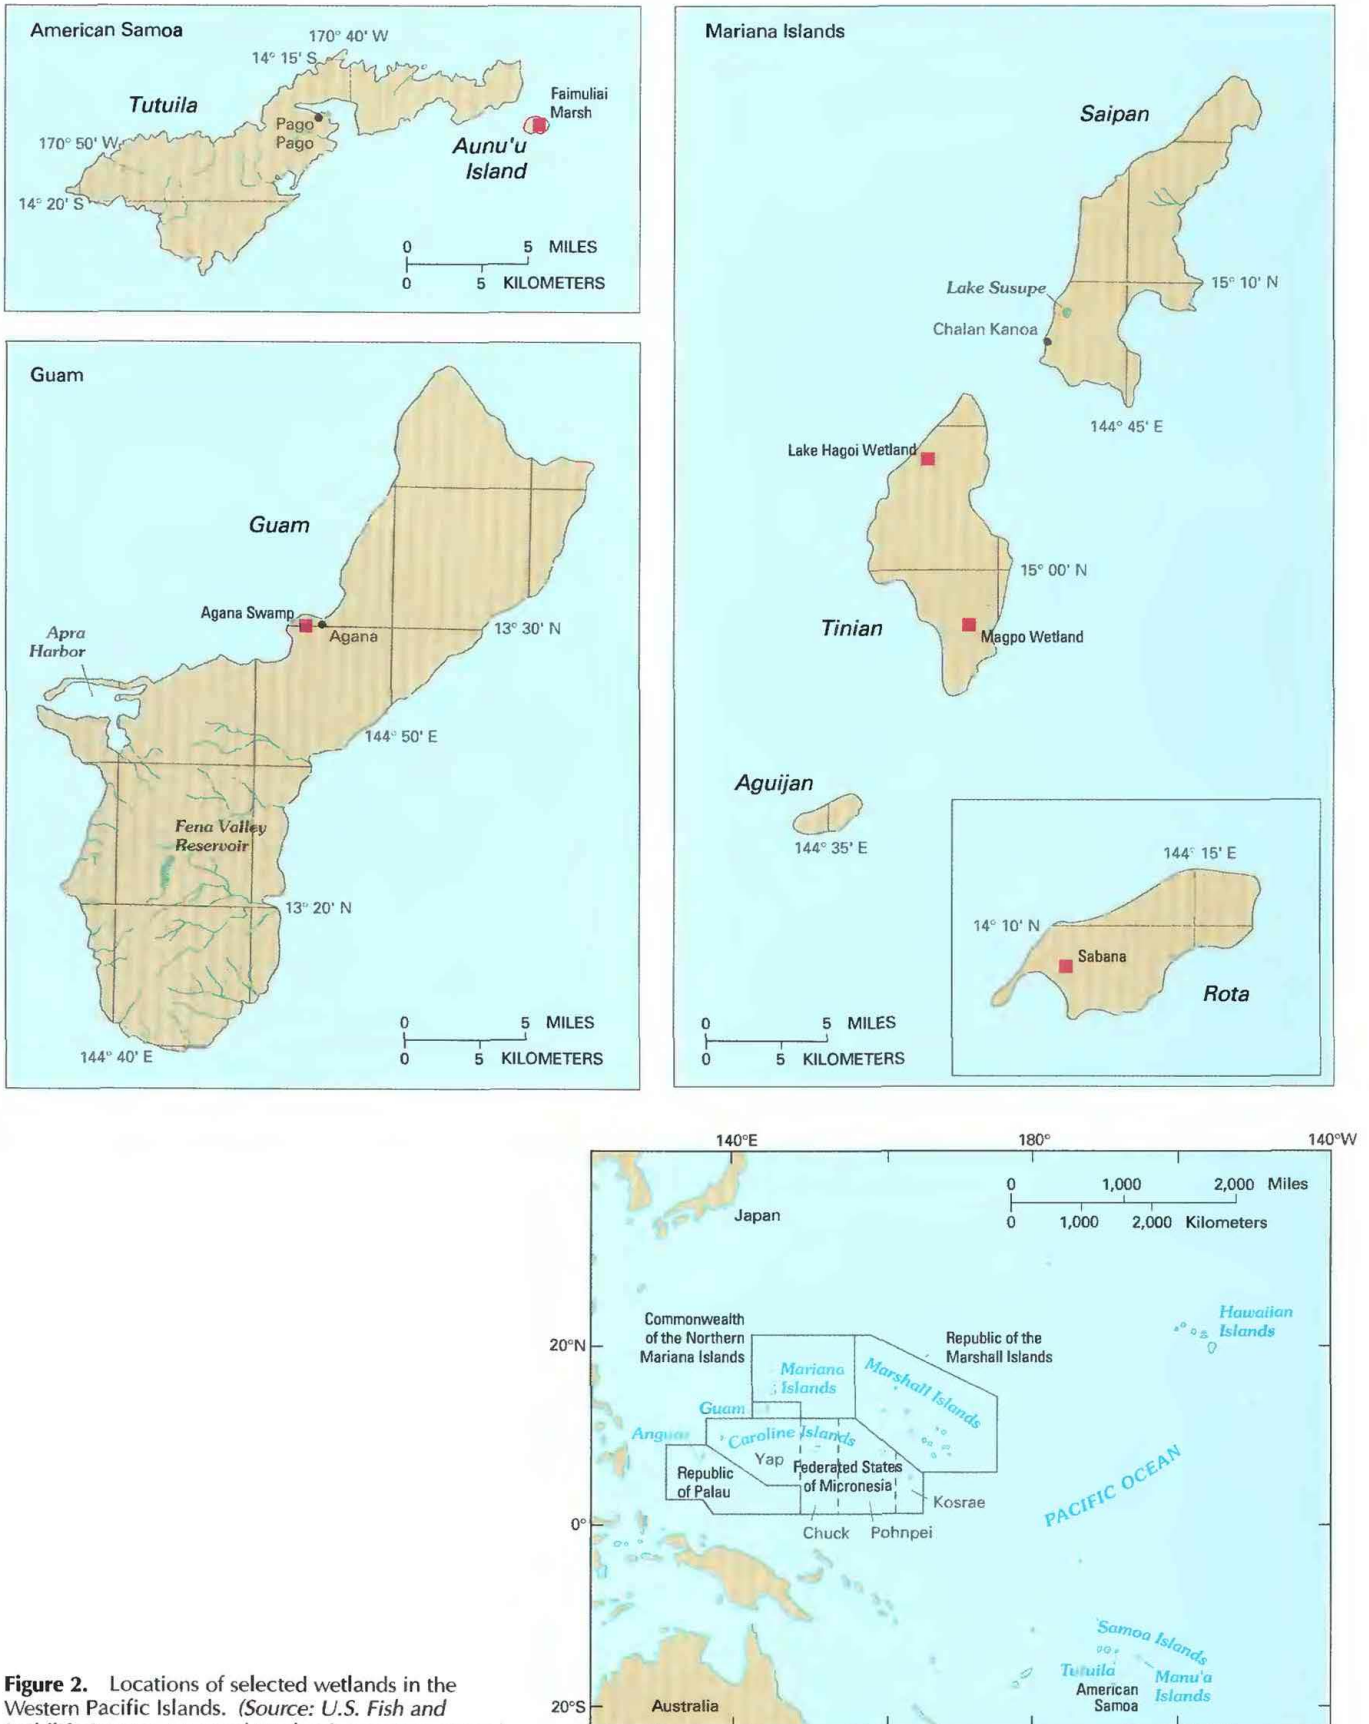 American Samoa
170° 40' W
14° 15' S
Tutuila
Faimuliai
Marsh
Pago
Pago
170° 50' W
Aunu'u
Island
14° 20' S
0 5 MILES
0 5 KILOMETERS
Guam
Guam
Agana Swamp
Agana
13° 30' N
Apra
Harbor
144° 50' E
Fena Valley
Reservoir
13° 20' N
144° 40' E
0 5 MILES
0 5 KILOMETERS
Mariana Islands
Saipan
Lake Susupe
15° 10' N
Chalan Kanoa
144° 45' E
Lake Hagoi Wetland
15° 00' N
Tinian
Magpo Wetland
Aguijan
144° 35' E
144° 15' E
14° 10' N
Sabana
Rota
0 5 MILES
0 5 KILOMETERS
140°E 180° 140°W
0 1,000 2,000 Miles
0 1,000 2,000 Kilometers
Japan
Hawaiian
Islands
Commonwealth
of the Northern
Mariana Islands
20°N
Republic of the
Marshall Islands
Mariana
Islands
Marshall Islands
Guam
Caroline Islands
Yap
Republic
of Palau
Federated States
of Micronesia
Kosrae
Chuck Pohnpei
PACIFIC OCEAN
0°
Samoa Islands
Tutuila
Manu'a
Islands
American
Samoa
20°S
Australia
Figure 2. Locations of selected wetlands in the
Western Pacific Islands. (Source: U.S. Fish and